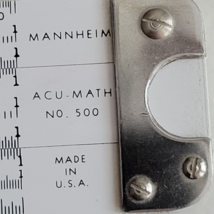 MANNHEIM
ACU-MATH
NO. 500
MADE
IN
U.S.A.